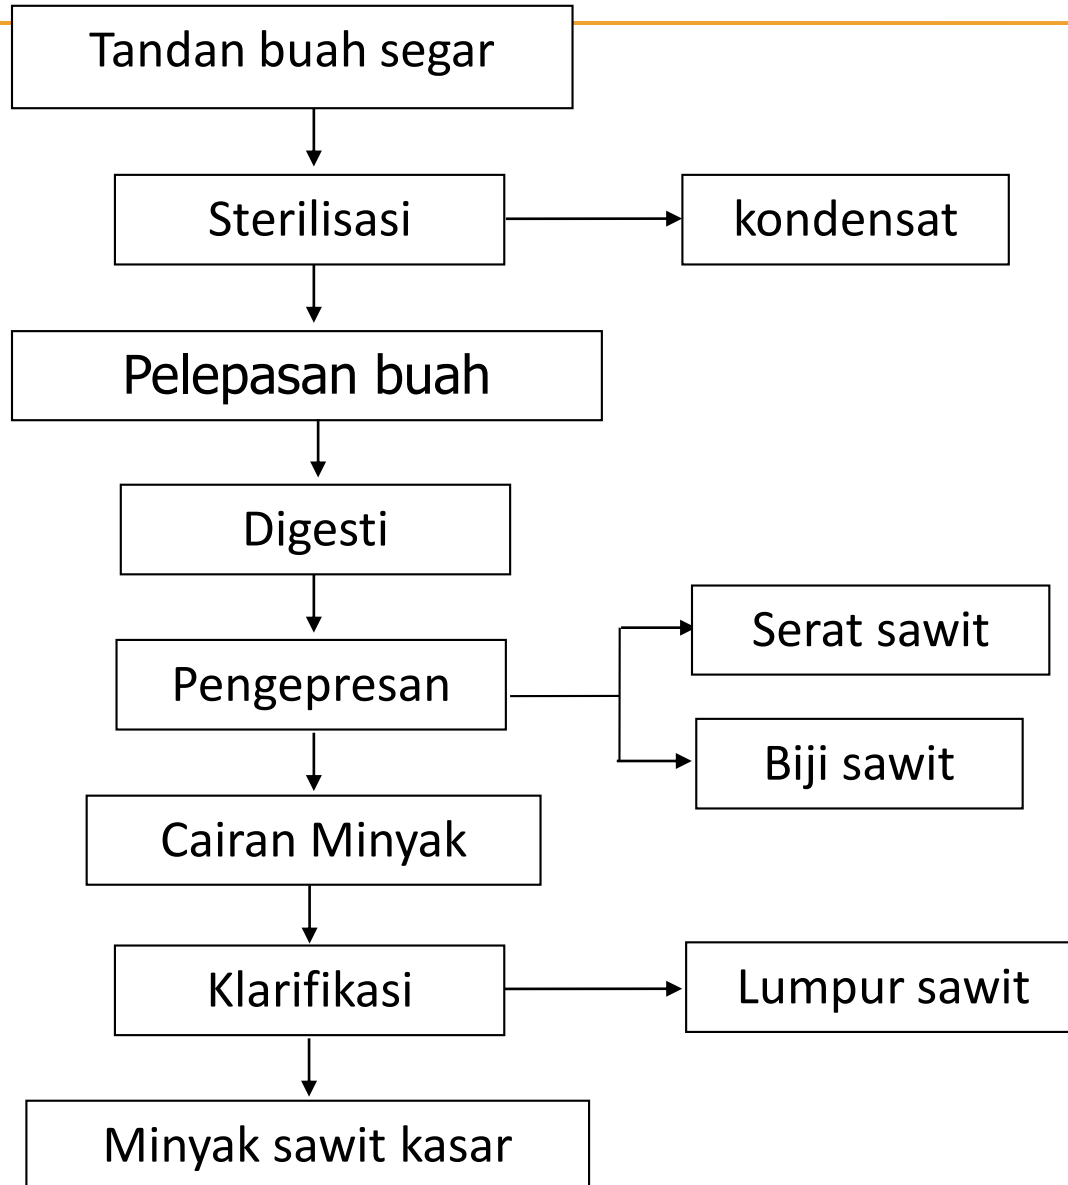 Tandan buah segar
Sterilisasi
kondensat
Pelepasan buah
Digesti
Pengepresan
Serat sawit
Biji sawit
Cairan Minyak
Klarifikasi
Lumpur sawit
Minyak sawit kasar